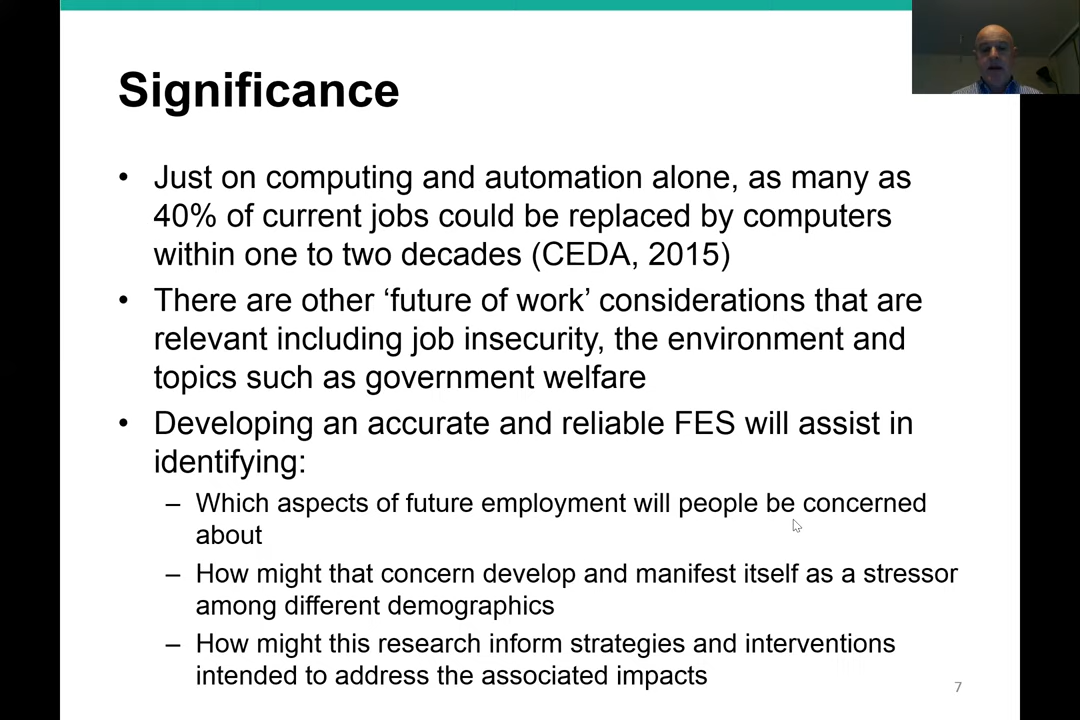 Significance
• Just on computing and automation alone, as many as
40% of current jobs could be replaced by computers
within one to two decades (CEDA, 2015)
• There are other ‘future of work’ considerations that are
relevant including job insecurity, the environment and
topics such as government welfare
• Developing an accurate and reliable FES will assist in
identifying:
– Which aspects of future employment will people be concerned
about
– How might that concern develop and manifest itself as a stressor
among different demographics
– How might this research inform strategies and interventions
intended to address the associated impacts
7